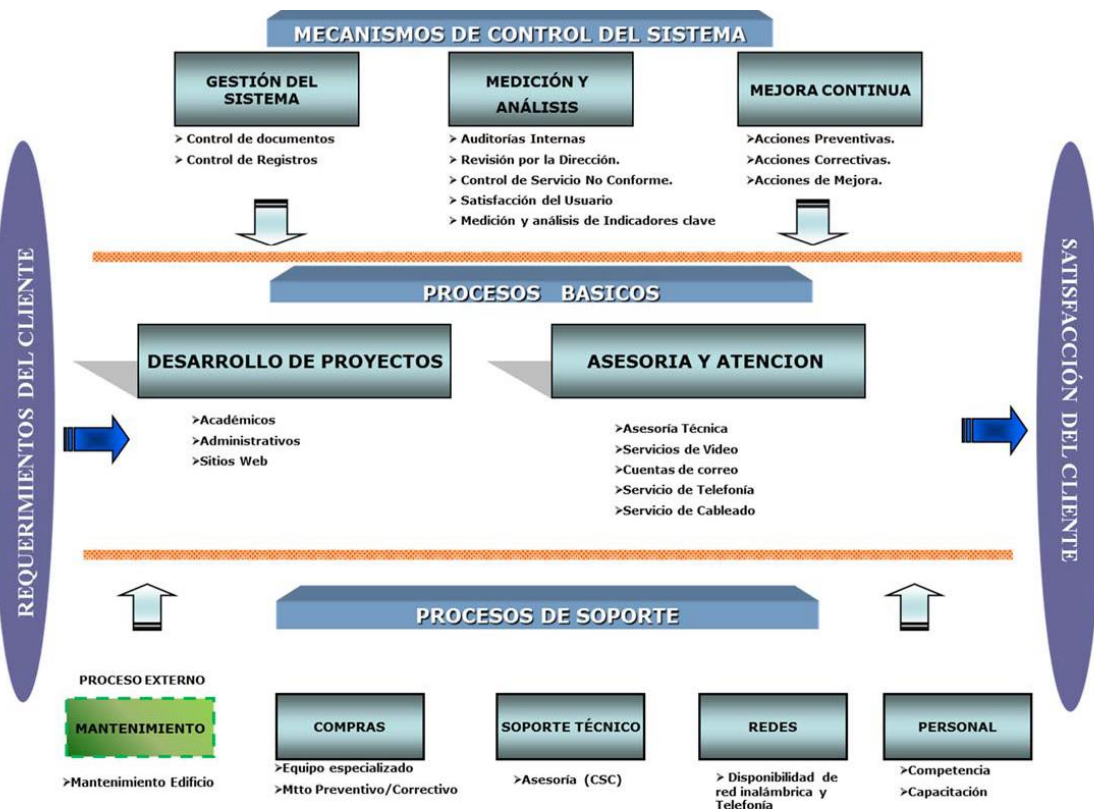 MECANISMOS DE CONTROL DEL SISTEMA
GESTIÓN DEL
SISTEMA
➢ Control de documentos
➢ Control de Registros
MEDICIÓN Y
ANÁLISIS
➢ Auditorías Internas
➢ Revisión por la Dirección.
➢ Control de Servicio No Conforme.
➢ Satisfacción del Usuario
➢ Medición y análisis de Indicadores clave
MEJORA CONTINUA
➢Acciones Preventivas.
➢Acciones Correctivas.
➢Acciones de Mejora.
REQUERIMIENTOS DEL CLIENTE
PROCESOS BASICOS
DESARROLLO DE PROYECTOS
➢Académicos
➢Administrativos
➢Sitios Web
ASESORIA Y ATENCION
➢Asesoría Técnica
➢Servicios de Video
➢Cuentas de correo
➢Servicio de Telefonía
➢Servicio de Cableado
SATISFACCIÓN DEL CLIENTE
PROCESOS DE SOPORTE
PROCESO EXTERNO
MANTENIMIENTO
➢Mantenimiento Edificio
COMPRAS
➢Equipo especializado
➢Mtto Preventivo/Correctivo
SOPORTE TÉCNICO
➢Asesoría (CSC)
REDES
➢ Disponibilidad de
red inalámbrica y
Telefonía
PERSONAL
➢Competencia
➢Capacitación